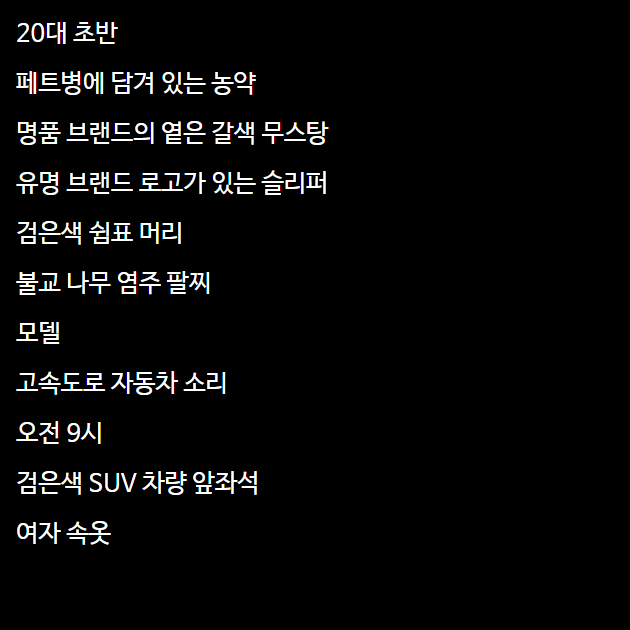 20대 초반
페트병에 담겨 있는 농약
명품 브랜드의 옅은 갈색 무스탕
유명 브랜드 로고가 있는 슬리퍼
검은색 쉼표 머리
불교 나무 염주 팔찌
모델
고속도로 자동차 소리
오전 9시
검은색 SUV 차량 앞좌석
여자 속옷